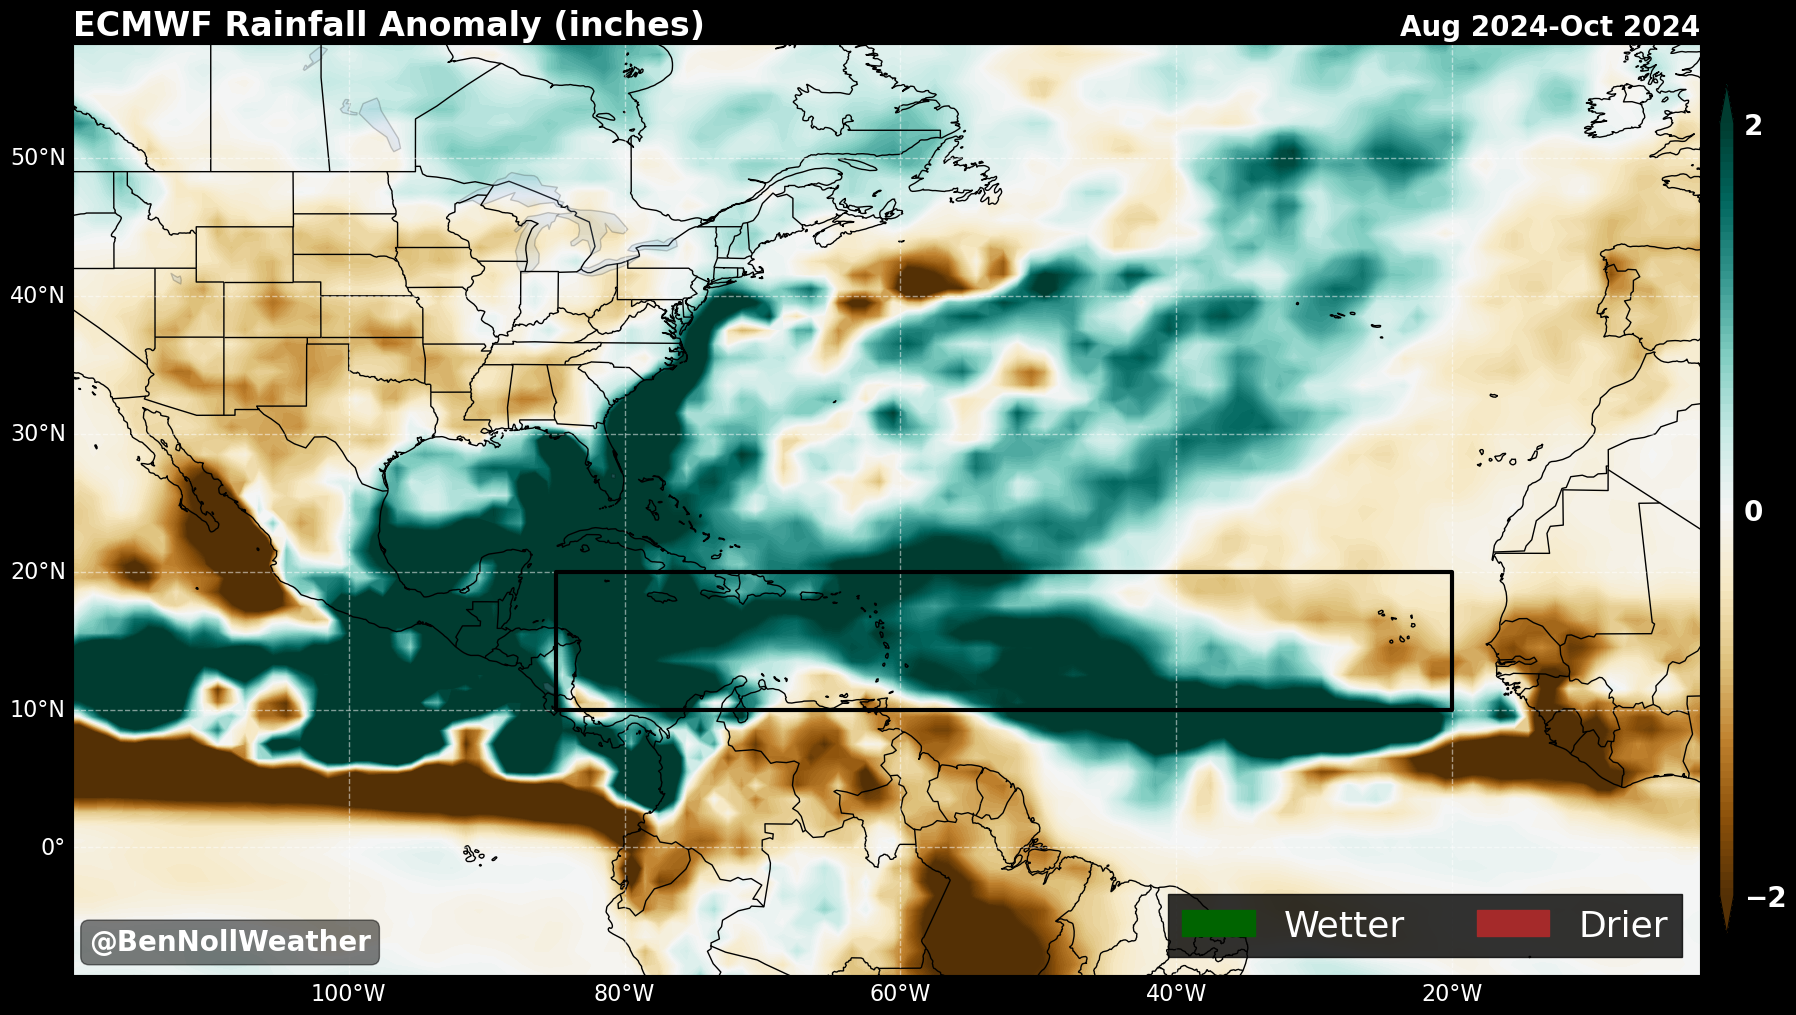 ECMWF Rainfall Anomaly (inches)
Aug 2024-Oct 2024
50°N
40°N
30°N
20°N
10°N
0°
2
0
−2
@BenNollWeather
Wetter
Drier
100°W
80°W
60°W
40°W
20°W